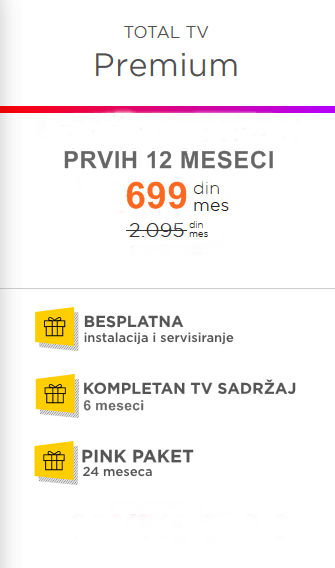 TOTAL TV
Premium
PRVIH 12 MESECI
699 din
mes
2.095 din
mes
BESPLATNA
instalacija i servisiranje
KOMPLETAN TV SADRŽAJ
6 meseci
PINK PAKET
24 meseca